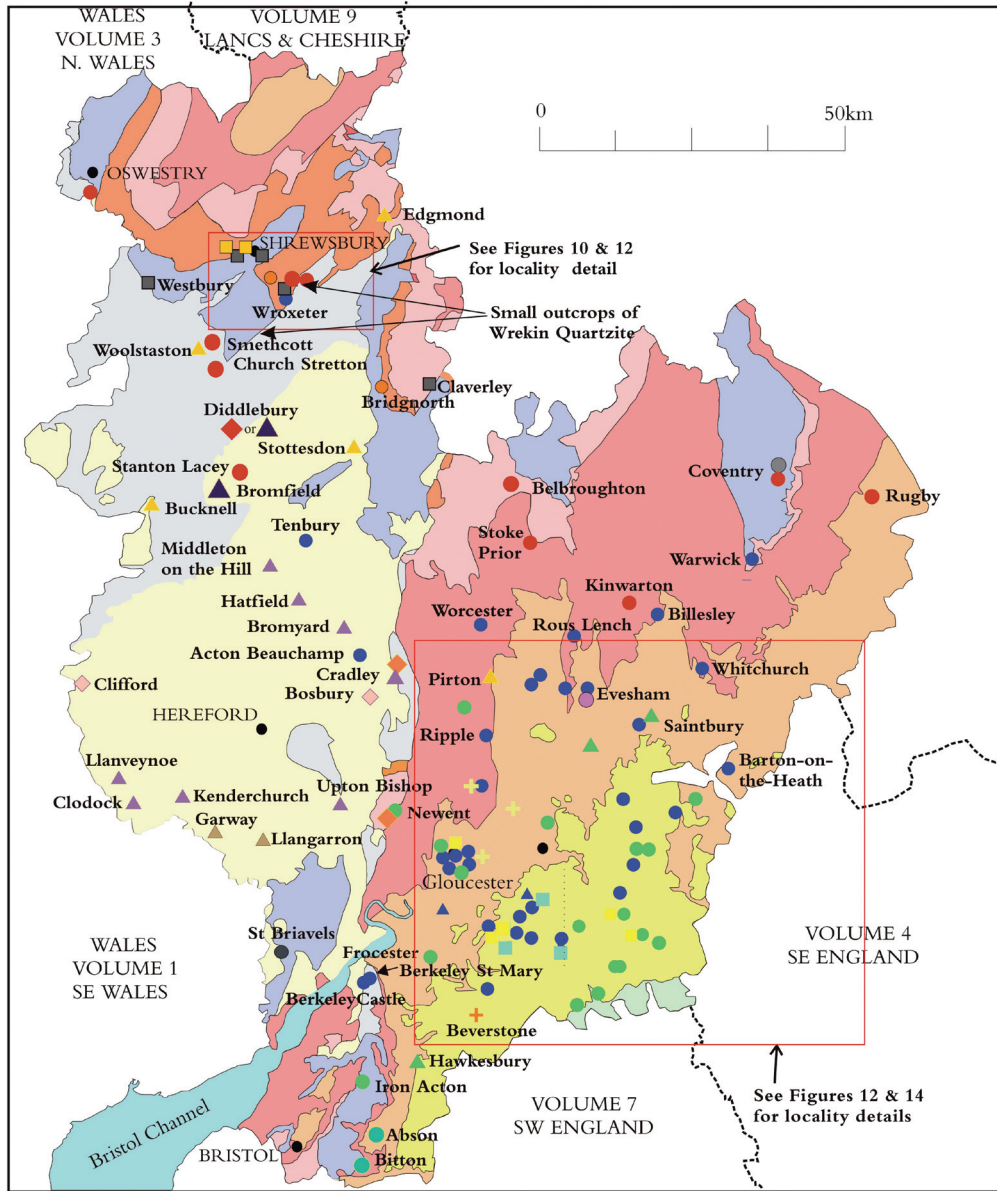 WALES
VOLUME 3
N. WALES
VOLUME 9
LANCS & CHESHIRE
0
50km
OSWESTRY
Edgmond
SHREWSBURY
See Figures 10 & 12
for locality detail
Westbury
Wroxeter
Small outcrops of
Wrekin Quartzite
Woolstaston
Smethcott
Church Stretton
Claverley
Bridgnorth
Diddlebury
or
Stottesdon
Stanton Lacey
Coventry
Belbroughton
Rugby
Bromfield
Bucknell
Tenbury
Stoke
Prior
Middleton
on the Hill
Warwick
Kinwarton
Hatfield
Worcester
Billesley
Bromyard
Rous Lench
Acton Beauchamp
Cradley
Whitchurch
Clifford
Bosbury
Pirton
Evesham
HEREFORD
Saintbury
Ripple
Llanveynoe
Barton-on-
the-Heath
Upton Bishop
Clodock
Kenderchurch
Newent
Garway
Llangarron
Gloucester
St Briavels
WALES
VOLUME 1
SE WALES
Frocester
VOLUME 4
SE ENGLAND
Berkeley St Mary
BerkeleyCastle
Beverstone
Hawkesbury
Iron Acton
See Figures 12 & 14
for locality details
VOLUME 7
SW ENGLAND
Bristol Channel
Abson
BRISTOL
Bitton